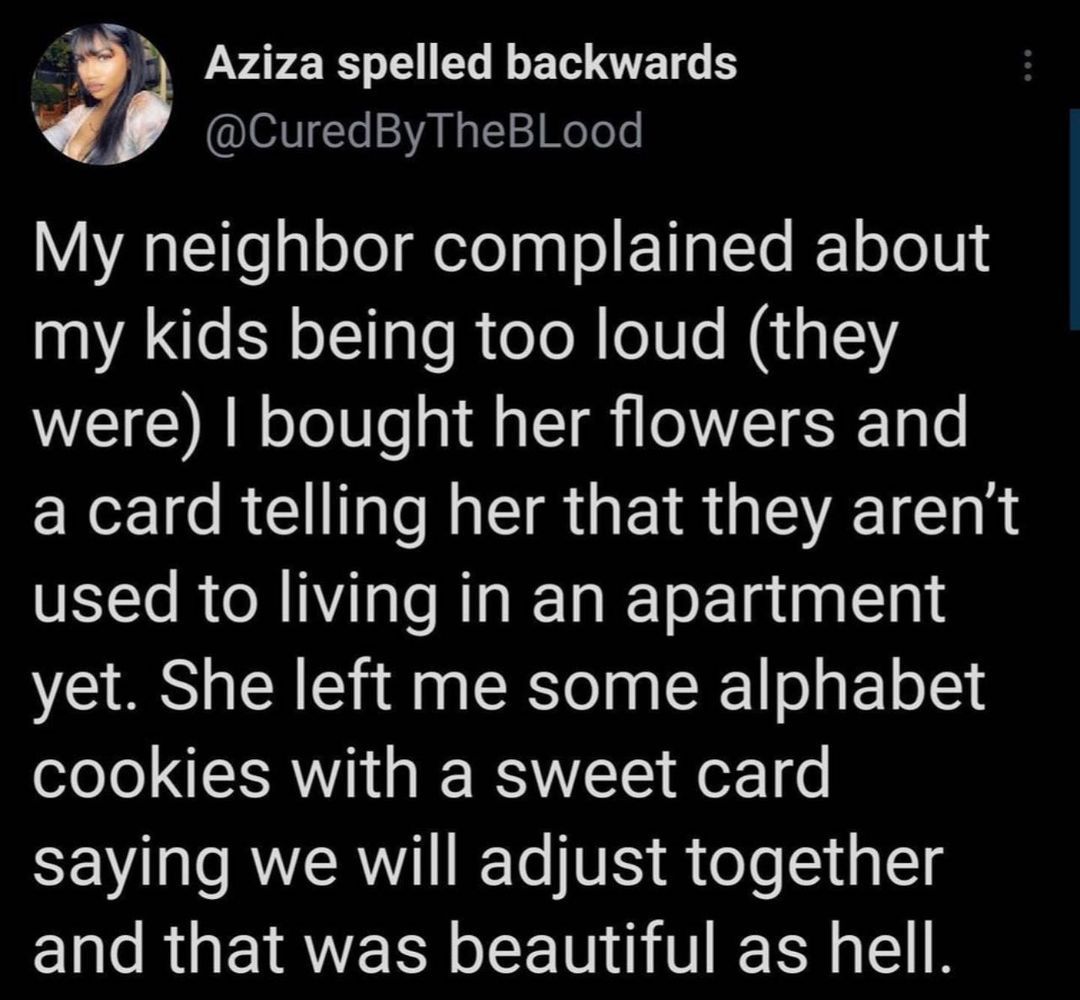 Aziza spelled backwards
@CuredByTheBLood
My neighbor complained about
my kids being too loud (they
were) I bought her flowers and
a card telling her that they aren’t
used to living in an apartment
yet. She left me some alphabet
cookies with a sweet card
saying we will adjust together
and that was beautiful as hell.